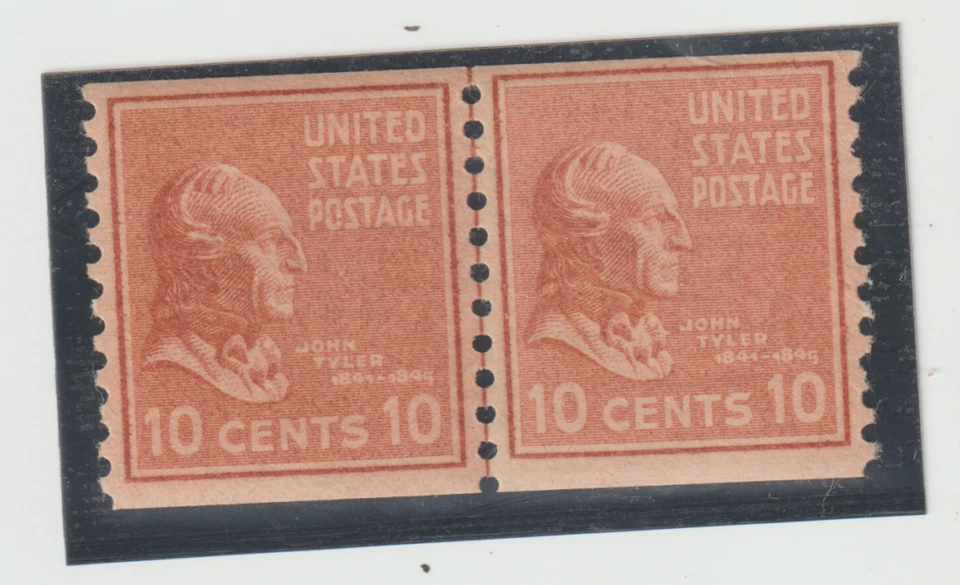 UNITED
STATES
POSTAGE
JOHN
TYLER
1841-1845
10 CENTS 10
UNITED
STATES
POSTAGE
JOHN
TYLER
1841-1845
10 CENTS 10